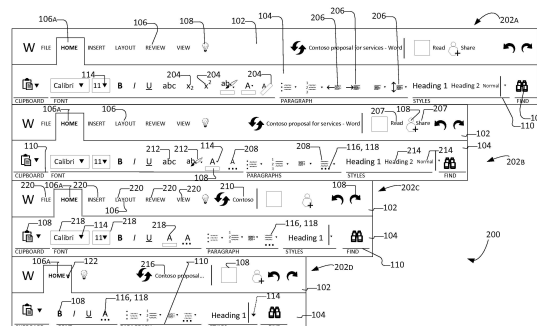 106A 106 108 102 104 206 206 206 202A
W FILE HOME INSERT LAYOUT REVIEW VIEW Contoso proposal for services - Word Read Share
114 204 204 204
Calibri 11 B I U abc X₂ X² ab A A Heading 1 Heading 2 Normal
CLIPBOARD FONT PARAGRAPH STYLES FIND
106A 106 108 207 108 207 110
W FILE HOME INSERT LAYOUT REVIEW VIEW Contoso proposal for services - Word Read Share 102
110 212 212 114 208 208 116, 118 214 214 104
Calibri 11 B I U abc ab A A Heading 1 Heading 2 Normal 202B
CLIPBOARD FONT 108 PARAGRAPHS STYLES FIND
220 106A 220 220 220 220 210 108 202C
W FILE HOME INSERT LAYOUT REVIEW VIEW Contoso 102
106
108 218 114 218 218 116, 118 200
Calibri 11 B I U A A Heading 1 104
CLIPBOARD FONT PARAGRAPH STYLES FIND 110
106A 122 216 110 108 202D
W HOME Contoso proposal... 102
108 116, 118 114
B I U A A Heading 1 104